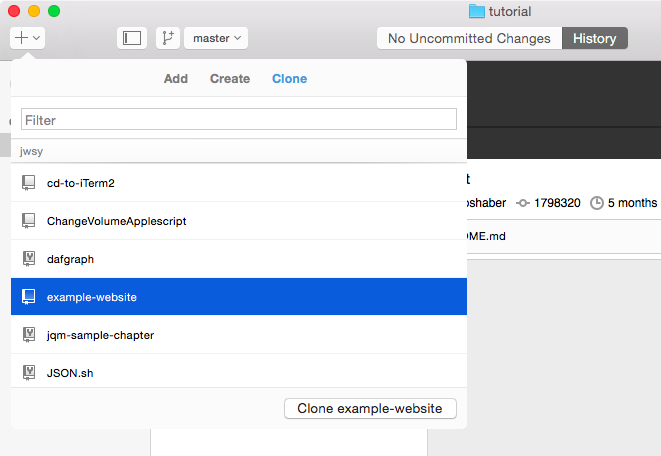 tutorial
master
No Uncommitted Changes
History
Add Create Clone
Filter
jwsy
cd-to-iTerm2
ChangeVolumeApplescript
dafgraph
example-website
jqm-sample-chapter
JSON.sh
Clone example-website
t
shaber 1798320 5 months
OME.md